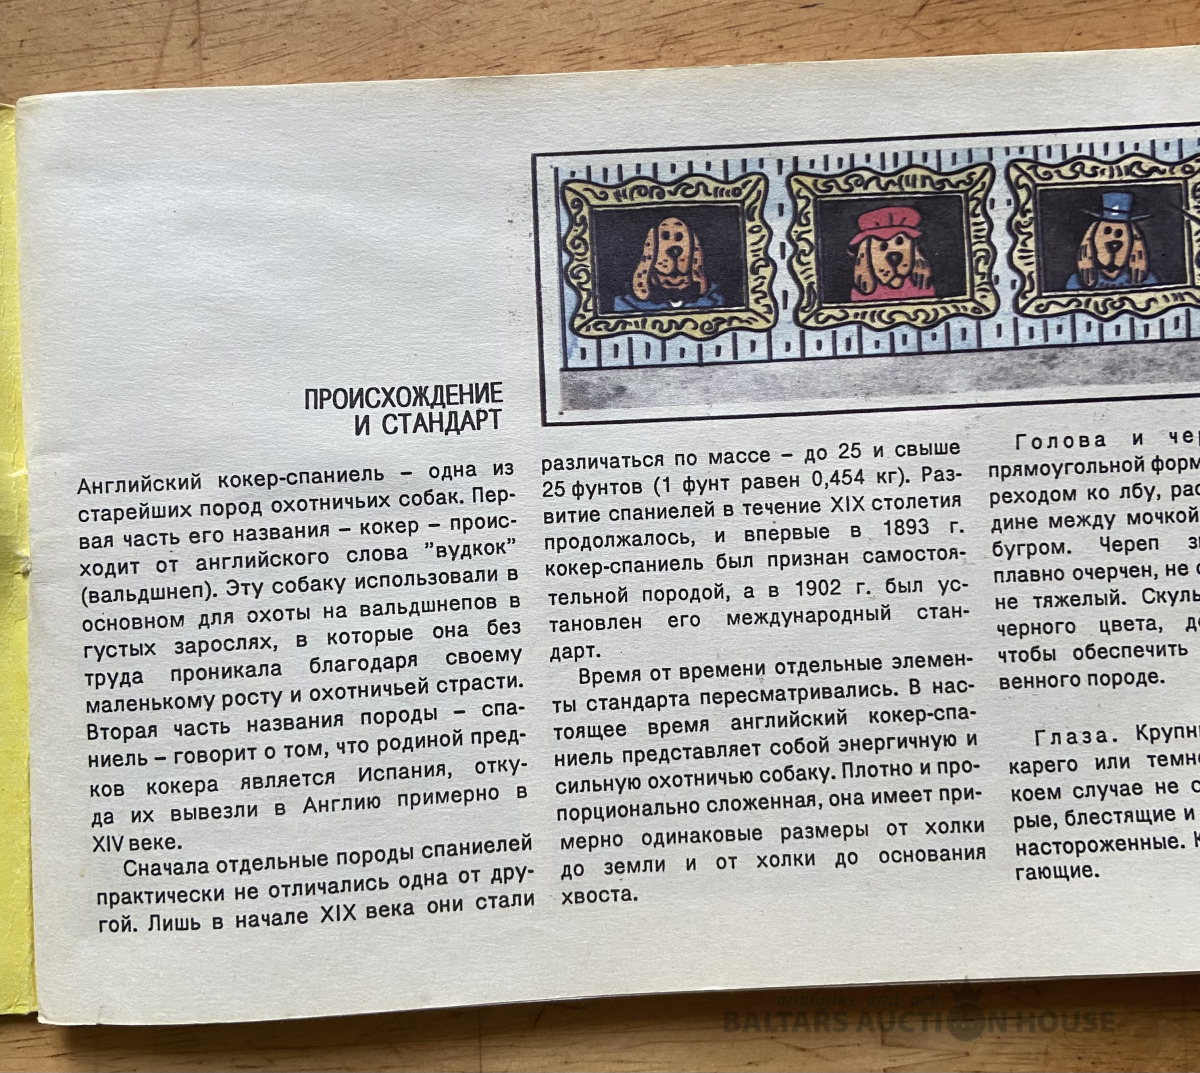 ПРОИСХОЖДЕНИЕ
И СТАНДАРТ
Английский кокер-спаниель – одна из
старейших пород охотничьих собак. Пер-
вая часть его названия – кокер – проис-
ходит от английского слова "вудкок"
(вальдшнеп). Эту собаку использовали в
основном для охоты на вальдшнепов в
густых зарослях, в которые она без
труда проникала благодаря своему
маленькому росту и охотничьей страсти.
Вторая часть названия породы – спа-
ниель – говорит о том, что родиной пред-
ков кокера является Испания, отку-
да их вывезли в Англию примерно в
XIV веке.
Сначала отдельные породы спаниелей
практически не отличались одна от дру-
гой. Лишь в начале XIX века они стали
различаться по массе – до 25 и свыше
25 фунтов (1 фунт равен 0,454 кг). Раз-
витие спаниелей в течение XIX столетия
продолжалось, и впервые в 1893 г.
кокер-спаниель был признан самостоя-
тельной породой, а в 1902 г. был ус-
тановлен его международный стан-
дарт.
Время от времени отдельные элемен-
ты стандарта пересматривались. В нас-
тоящее время английский кокер-спа-
ниель представляет собой энергичную и
сильную охотничью собаку. Плотно и про-
порционально сложенная, она имеет при-
мерно одинаковые размеры от холки
до земли и от холки до основания
хвоста.
Голова и чер
прямоугольной форм
реходом ко лбу, рас
дине между мочкой
бугром. Череп
плавно очерчен, не
не тяжелый. Скулы
черного цвета,
чтобы обеспечить
венного породе.
Глаза. Крупн
карего или темн
коем случае не
рые, блестящие и
настороженные.
гающие.
antiques and art
BALTARS AUCTION HOUSE